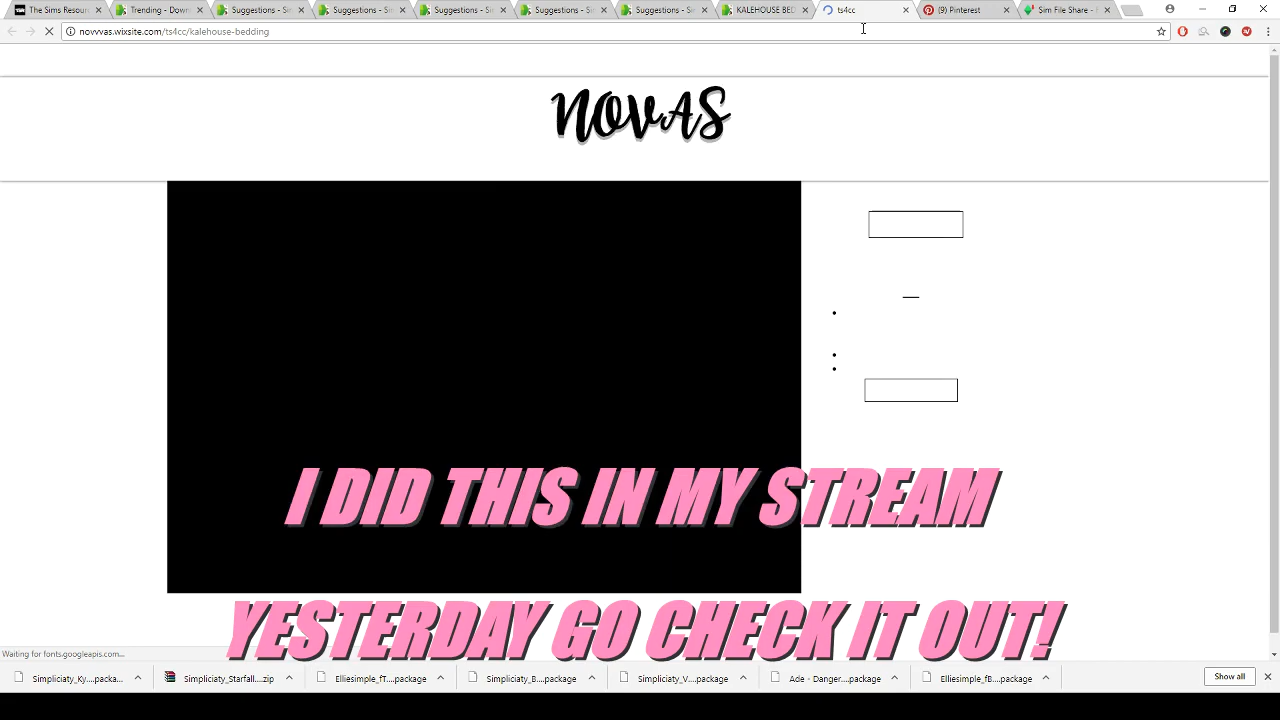 The Sims Resour
Trending - Down
Suggestions - Si
Suggestions - Si
Suggestions - Si
Suggestions - Si
Suggestions - Si
KALEHOUSE BED
ts4cc
(9) Pinterest
Sim File Share - F
novvvas.wixsite.com/ts4cc/kalehouse-bedding
NOVAS
I DID THIS IN MY STREAM
YESTERDAY GO CHECK IT OUT!
Waiting for fonts.googleapis.com...
Simpliciaty_Ky....packa...
Simpliciaty_Starfall....zip
Elliesimple_fT....package
Simpliciaty_B....package
Simpliciaty_V....package
Ade - Danger....package
Elliesimple_fB....package
Show all